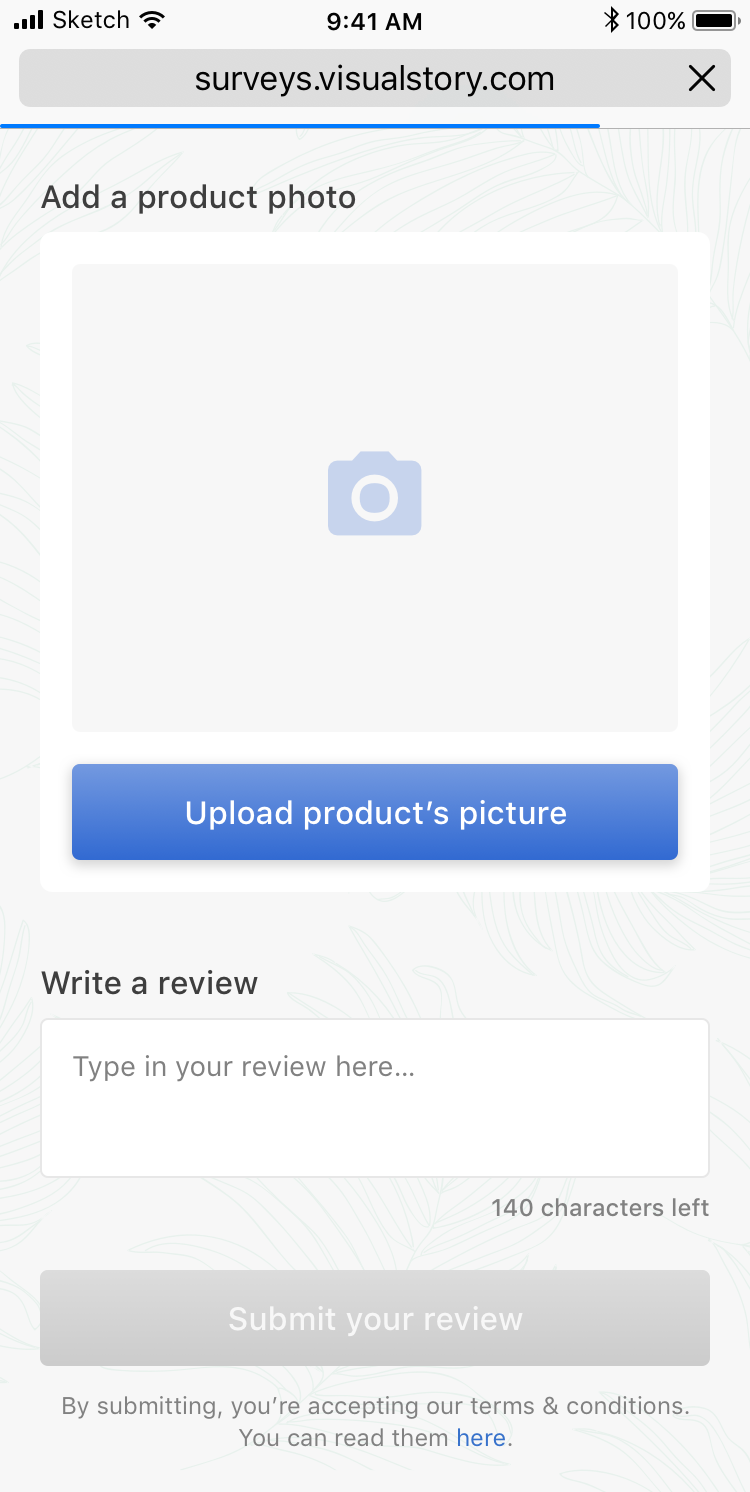 Sketch 9:41 AM 100%
surveys.visualstory.com
Add a product photo
Upload product’s picture
Write a review
Type in your review here...
140 characters left
Submit your review
By submitting, you’re accepting our terms & conditions.
You can read them here.